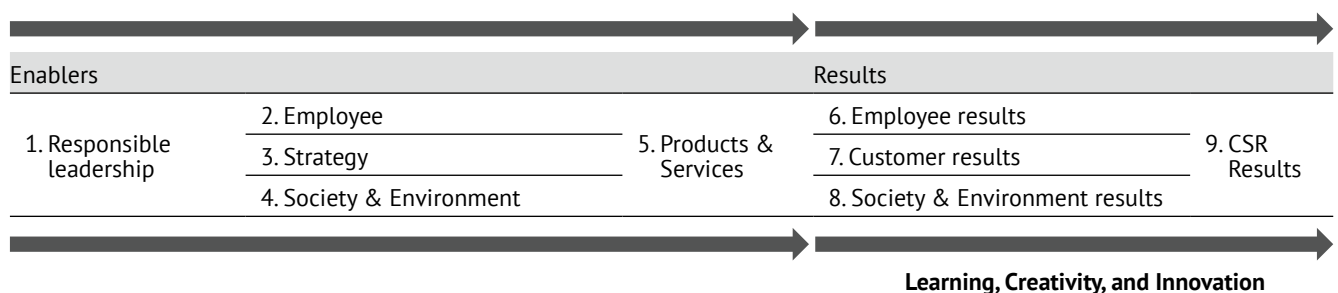 Enablers
Results
1. Responsible
leadership
2. Employee
3. Strategy
4. Society & Environment
5. Products &
Services
6. Employee results
7. Customer results
8. Society & Environment results
9. CSR
Results
Learning, Creativity, and Innovation